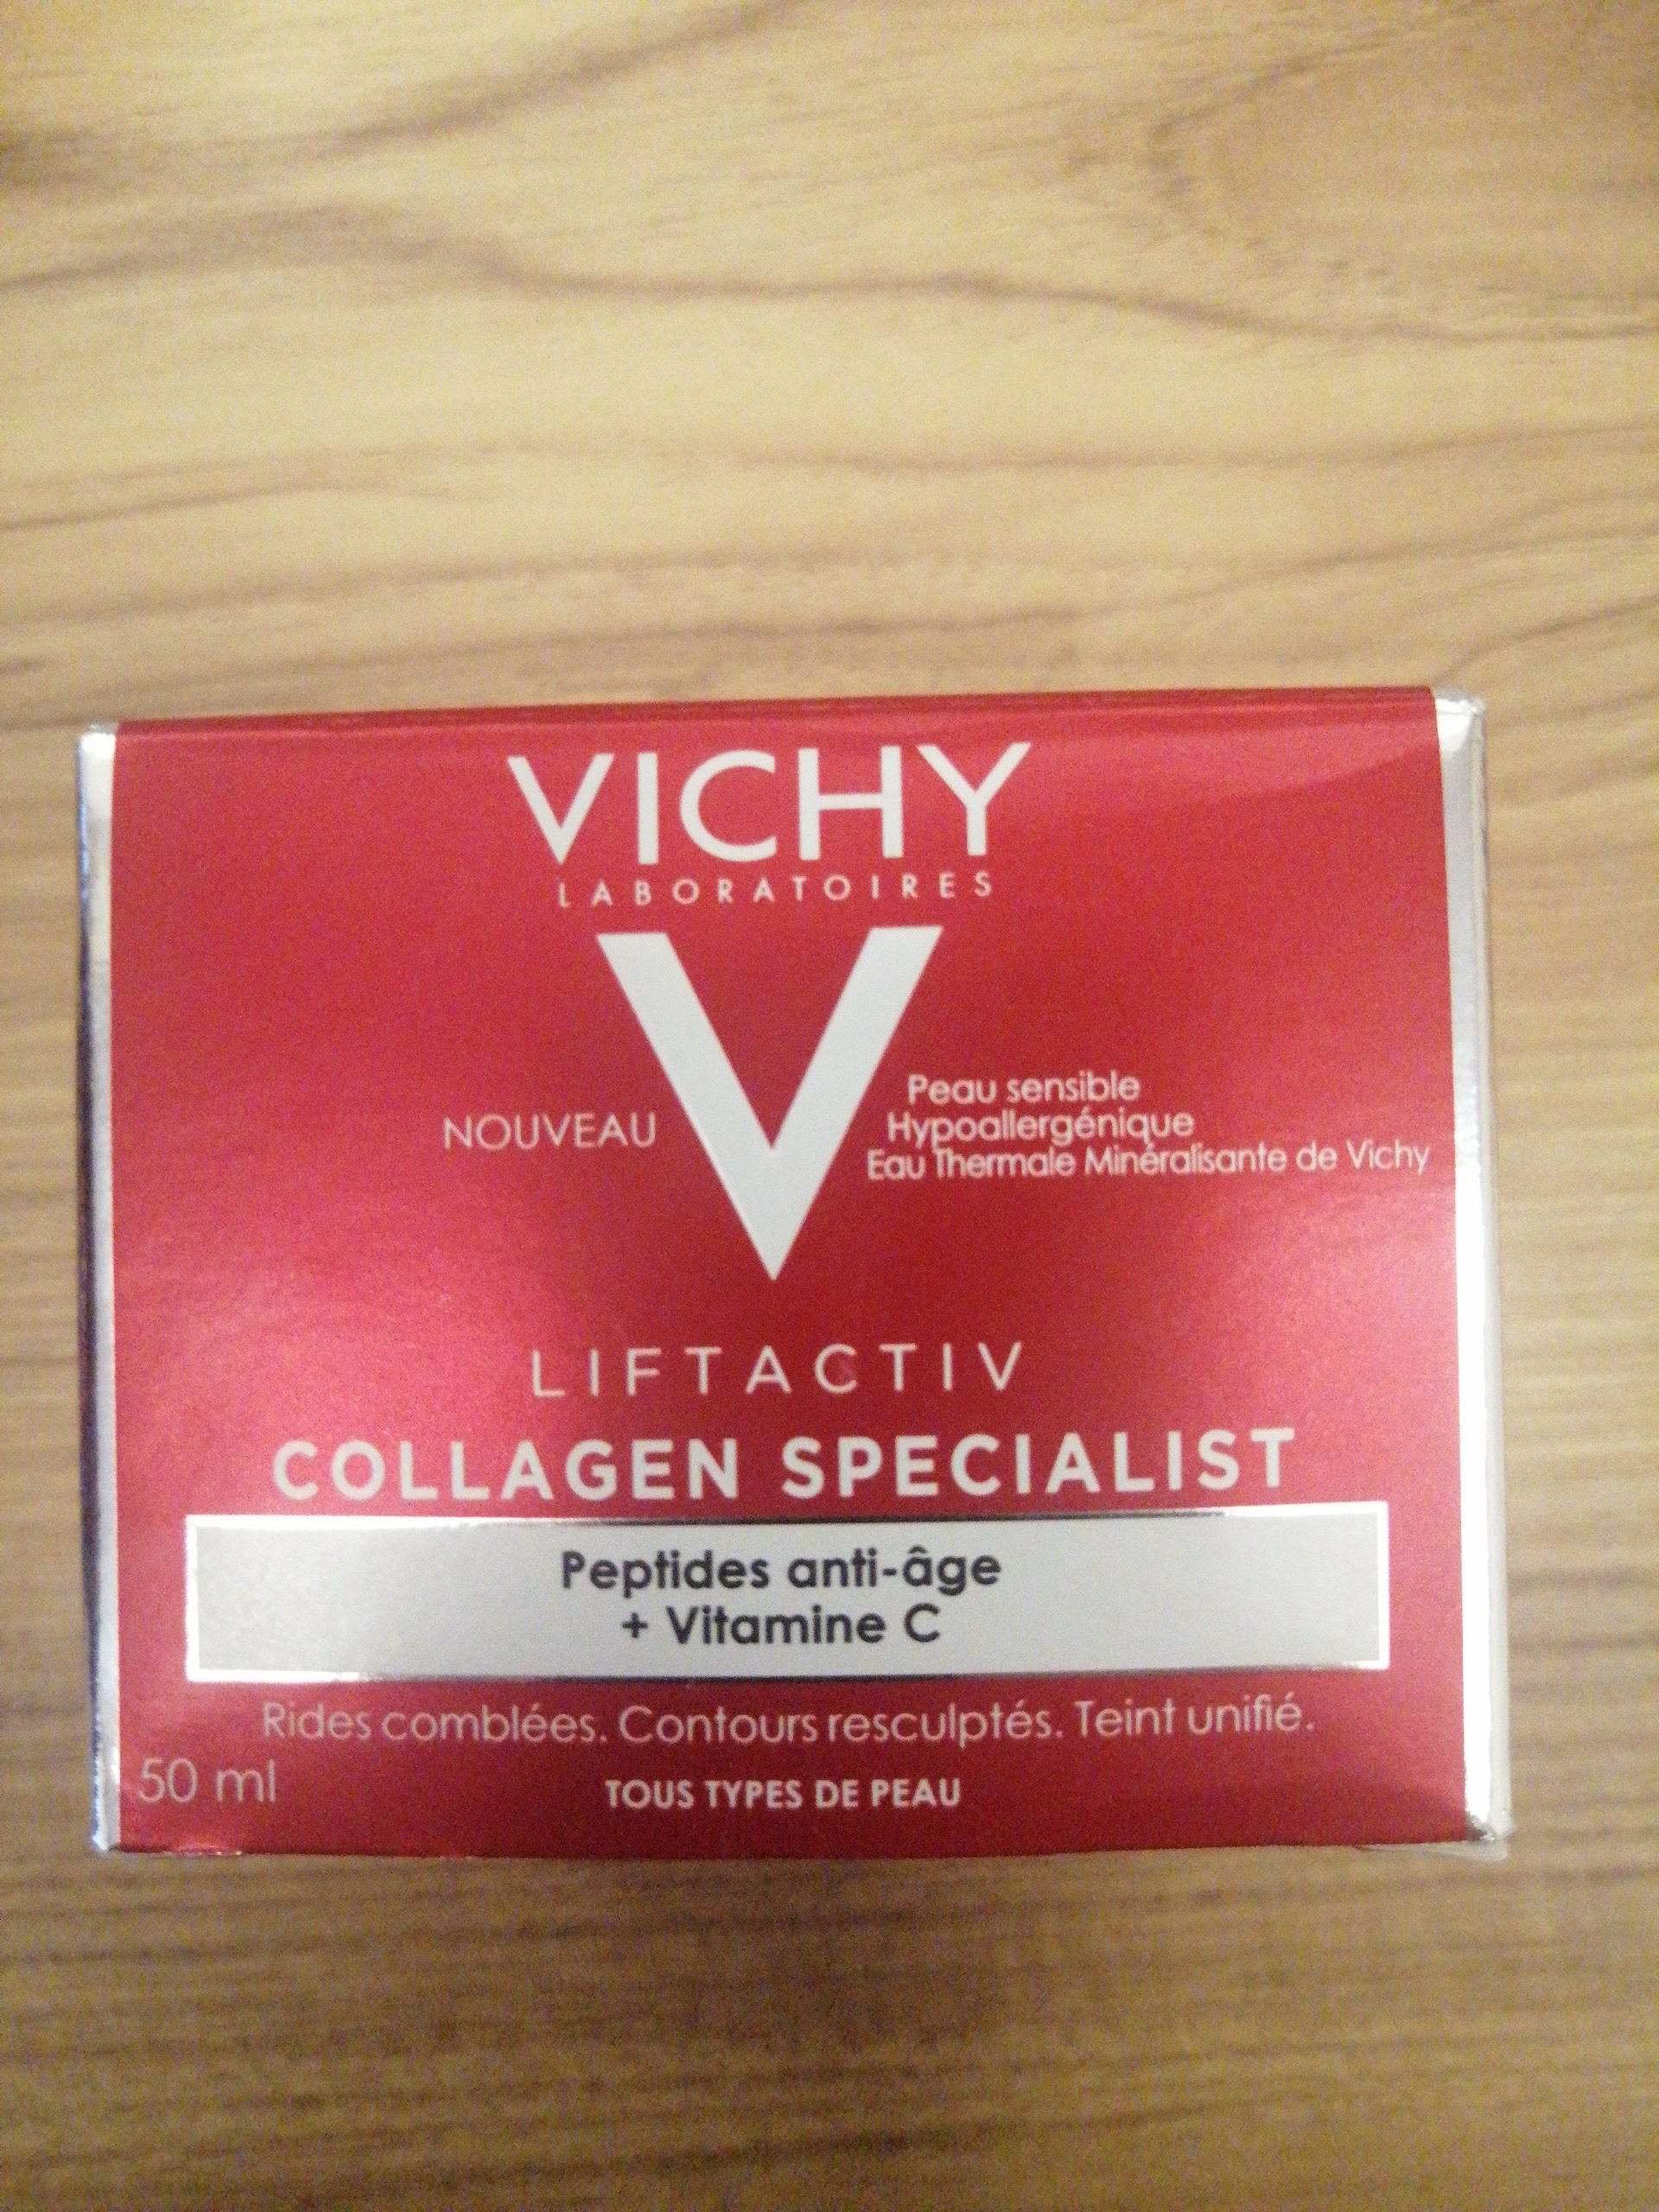 VICHY
LABORATOIRES
V
NOUVEAU
Peau sensible
Hypoallergénique
Eau Thermale Minéralisante de Vichy
LIFTACTIV
COLLAGEN SPECIALIST
Peptides anti-âge
+ Vitamine C
Rides comblées. Contours resculptés. Teint unifié.
50 ml
TOUS TYPES DE PEAU